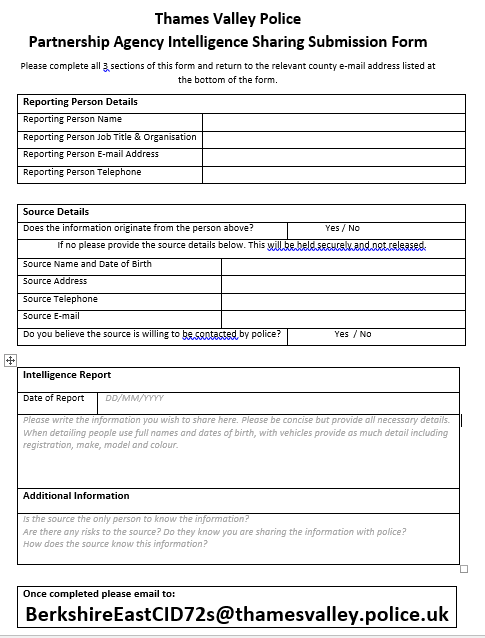 Thames Valley Police
Partnership Agency Intelligence Sharing Submission Form
Please complete all 3 sections of this form and return to the relevant county e-mail address listed at
the bottom of the form.
Reporting Person Details
Reporting Person Name
Reporting Person Job Title & Organisation
Reporting Person E-mail Address
Reporting Person Telephone
Source Details
Does the information originate from the person above? Yes / No
If no please provide the source details below. This will be held securely and not released.
Source Name and Date of Birth
Source Address
Source Telephone
Source E-mail
Do you believe the source is willing to be contacted by police? Yes / No
Intelligence Report
Date of Report DD/MM/YYYY
Please write the information you wish to share here. Please be concise but provide all necessary details.
When detailing people use full names and dates of birth, with vehicles provide as much detail including
registration, make, model and colour.
Additional Information
Is the source the only person to know the information?
Are there any risks to the source? Do they know you are sharing the information with police?
How does the source know this information?
Once completed please email to:
BerkshireEastCID72s@thamesvalley.police.uk